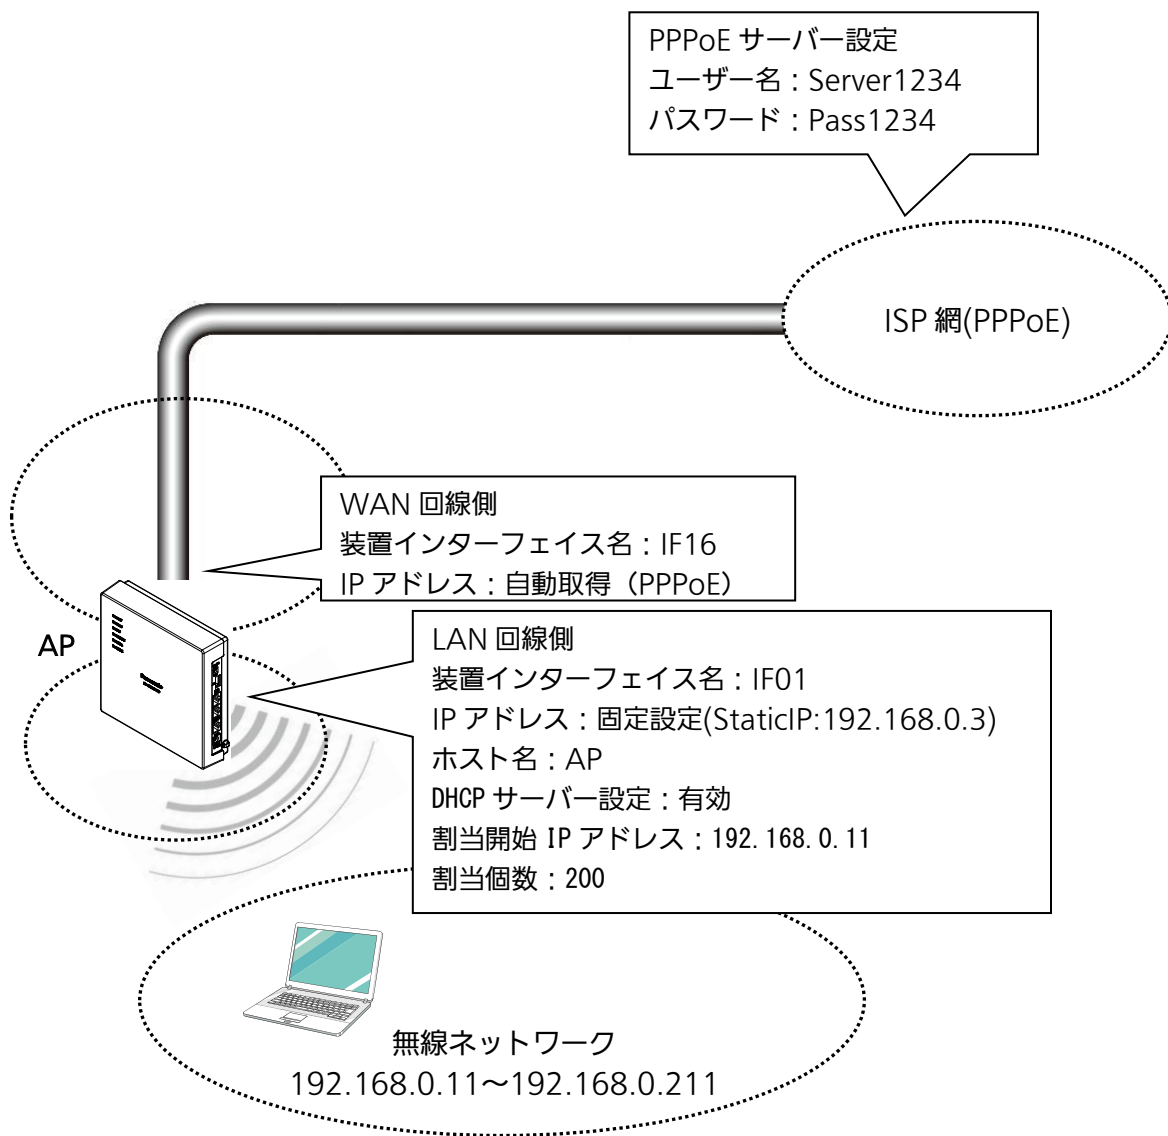 PPPoE サーバー設定
ユーザー名：Server1234
パスワード：Pass1234
ISP 網(PPPoE)
WAN 回線側
装置インターフェイス名：IF16
IP アドレス：自動取得（PPPoE）
AP
LAN 回線側
装置インターフェイス名：IF01
IP アドレス：固定設定(StaticIP:192.168.0.3)
ホスト名：AP
DHCP サーバー設定：有効
割当開始 IP アドレス：192.168.0.11
割当個数：200
無線ネットワーク
192.168.0.11～192.168.0.211